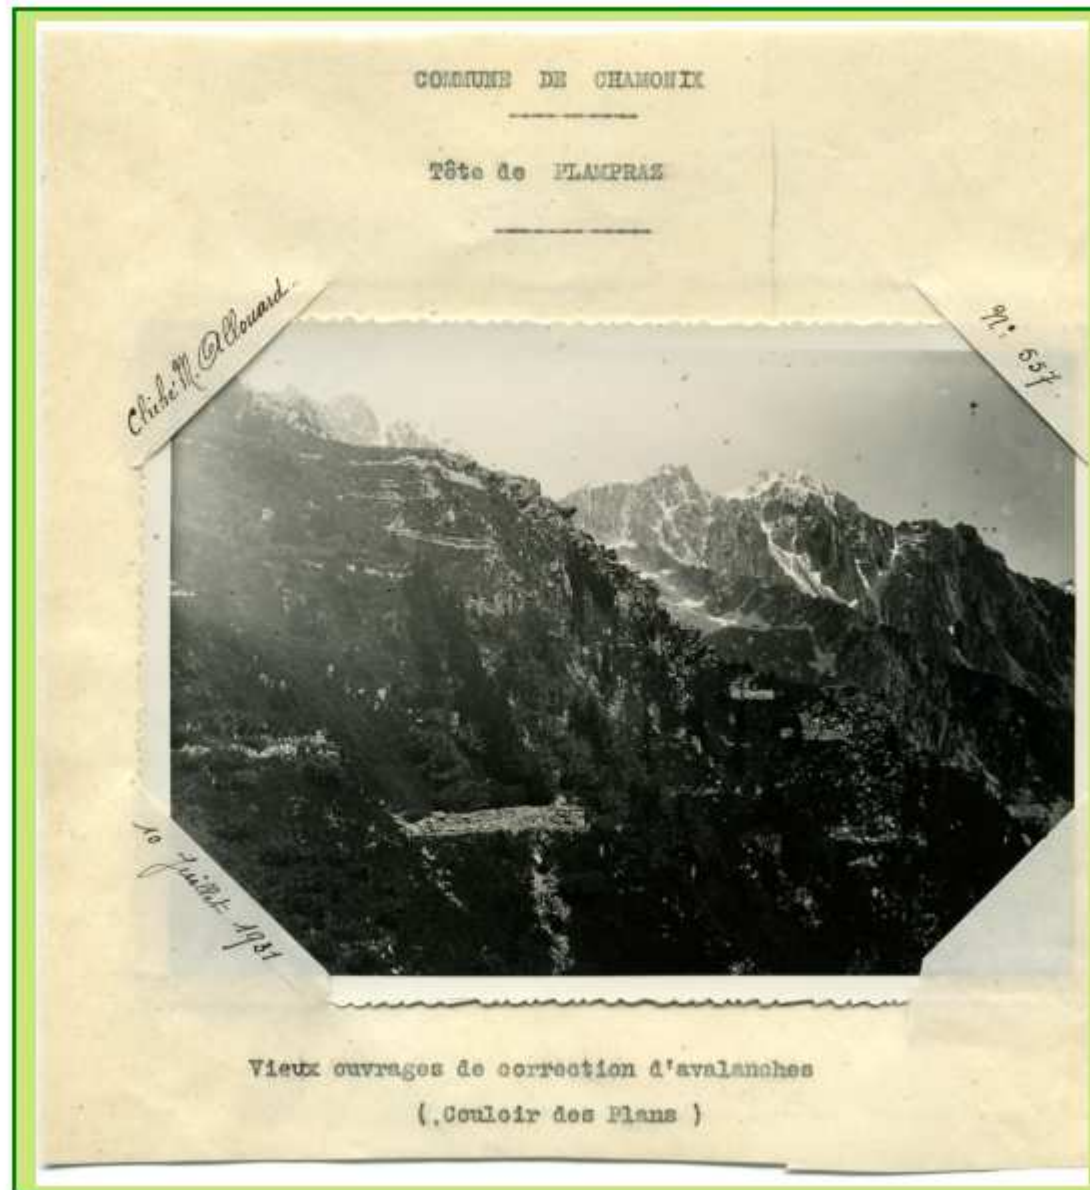 COMMUNE DE CHAMONIX
Tête de PLAMPRAZ
Cliché M. Allouard
N° 557
10 Juillet 1931
Vieux ouvrages de correction d'avalanches
(.Couloir des Plans )